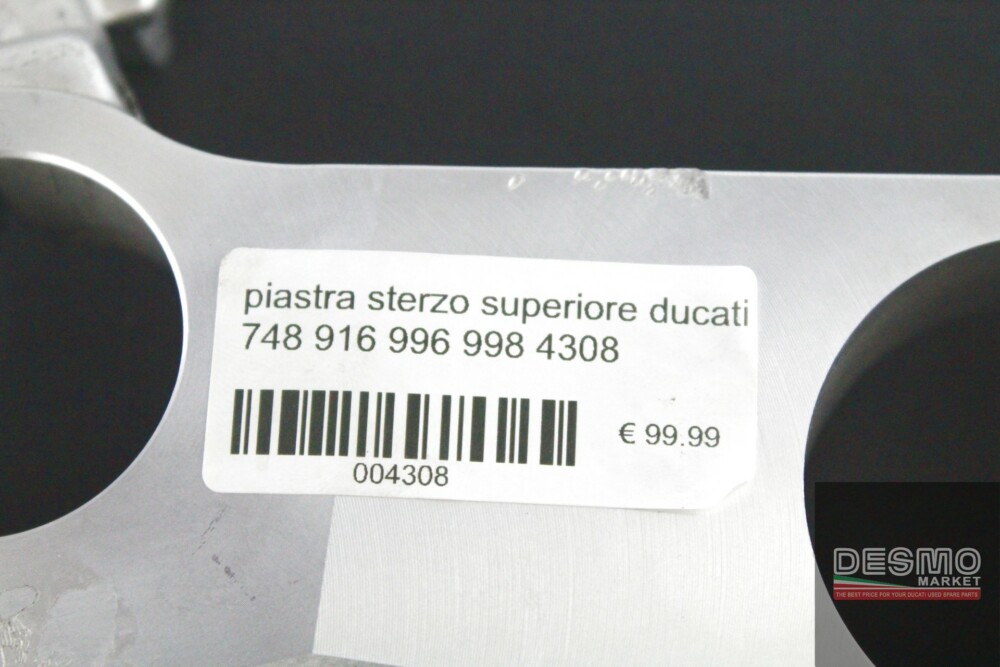 piastra sterzo superiore ducati
748 916 996 998 4308
€ 99.99
004308
DESMO
MARKET
THE BEST PRICE FOR YOUR DUCATI USED SPARE PARTS